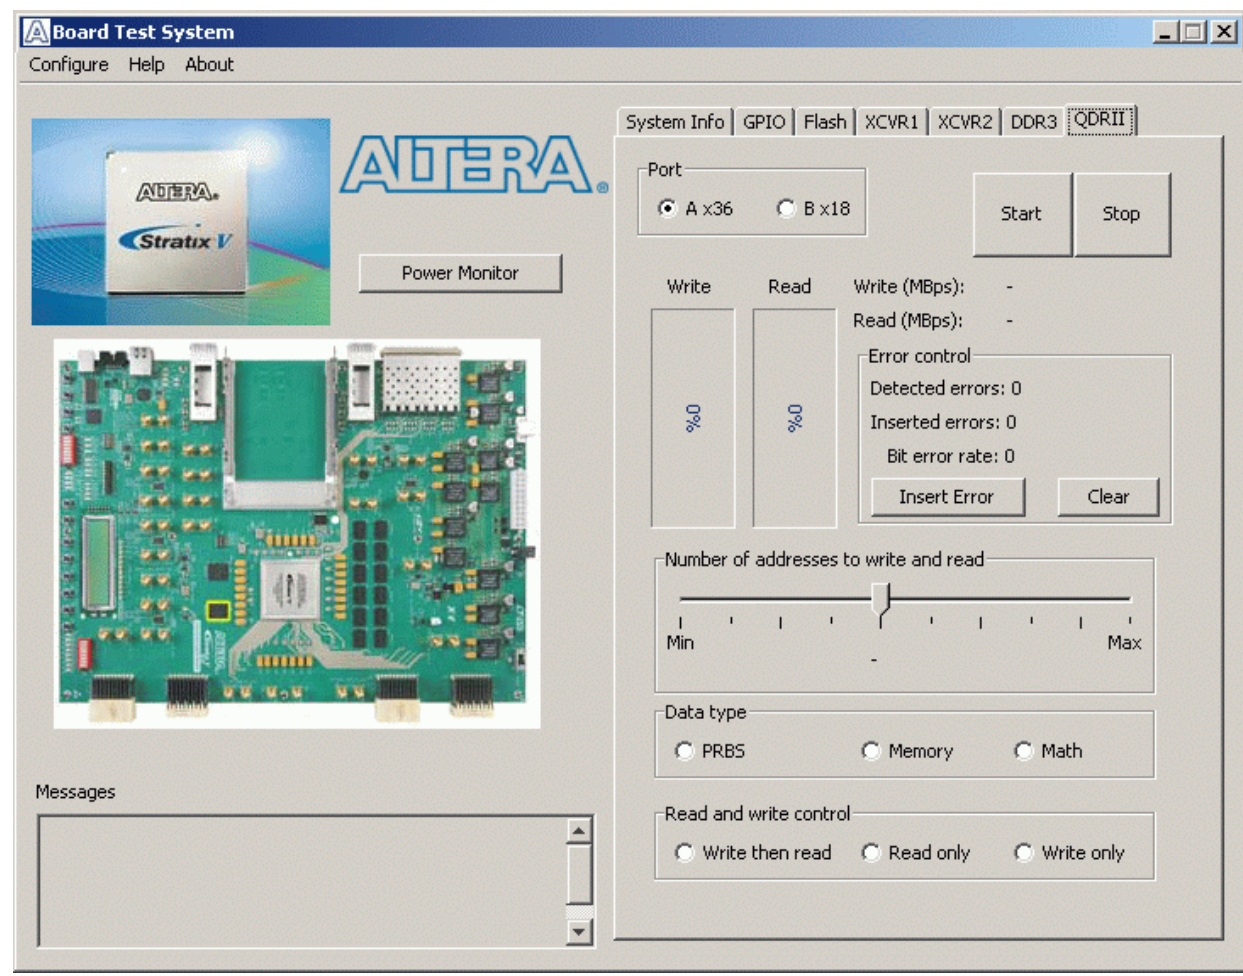 Board Test System
Configure Help About
System Info GPIO Flash XCVR1 XCVR2 DDR3 QDRII
ALTERA®
ALTERA.
Stratix V
Power Monitor
Port
A x36 B x18
Start Stop
Write Read
Write (MBps): -
Read (MBps): -
0%
0%
Error control
Detected errors: 0
Inserted errors: 0
Bit error rate: 0
Insert Error Clear
Number of addresses to write and read
Min Max
-
Data type
PRBS Memory Math
Read and write control
Write then read Read only Write only
Messages